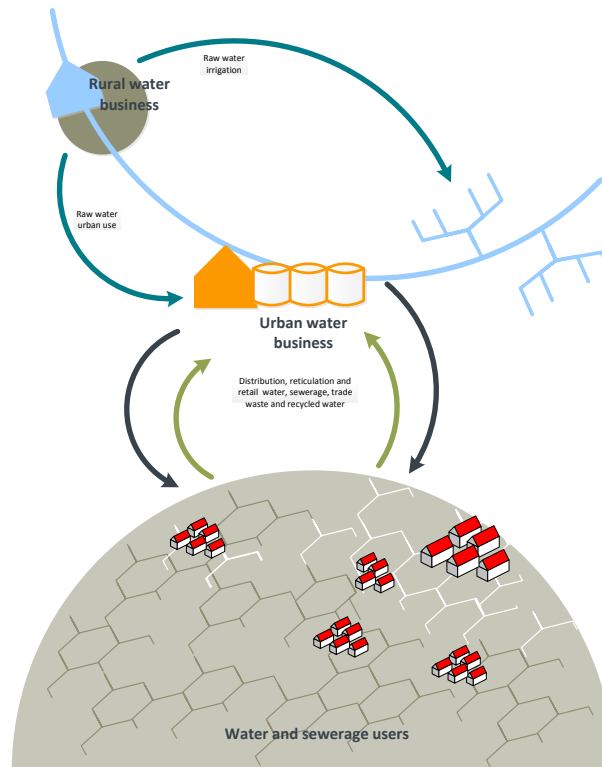 Rural water
business
Raw water
irrigation
Raw water
urban use
Urban water
business
Distribution, reticulation and
retail water, sewerage, trade
waste and recycled water
Water and sewerage users